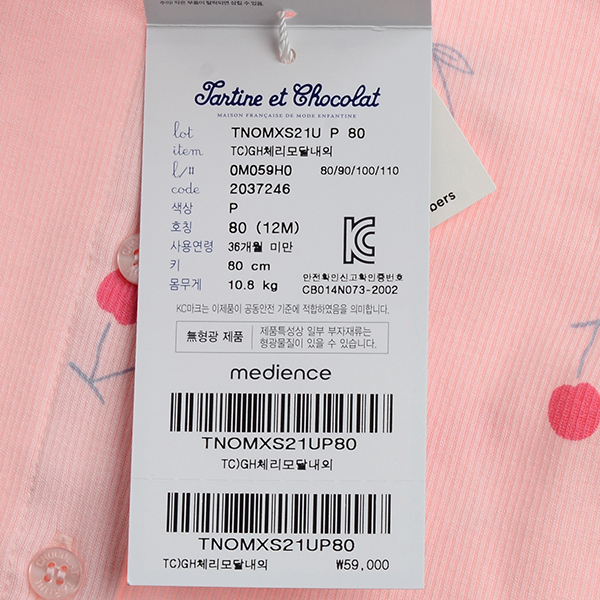 Tartine et Chocolat
MAISON FRANÇAISE DE MODE ENFANTINE
lot TNOMXS21U P 80
item TC)GH체리모달내의
l/# 0M059H0 80/90/100/110
code 2037246
색상 P
호칭 80 (12M)
사용연령 36개월 미만
키 80 cm
몸무게 10.8 kg
안전확인신고확인증번호
CB014N073-2002
KC마크는 이제품이 공통안전 기준에 적합하였음을 의미합니다.
無형광 제품
제품특성상 일부 부자재류는
형광물질이 있을 수 있습니다.
medience
TNOMXS21UP80
TC)GH체리모달내의
TNOMXS21UP80
TC)GH체리모달내의 ₩59,000
bers